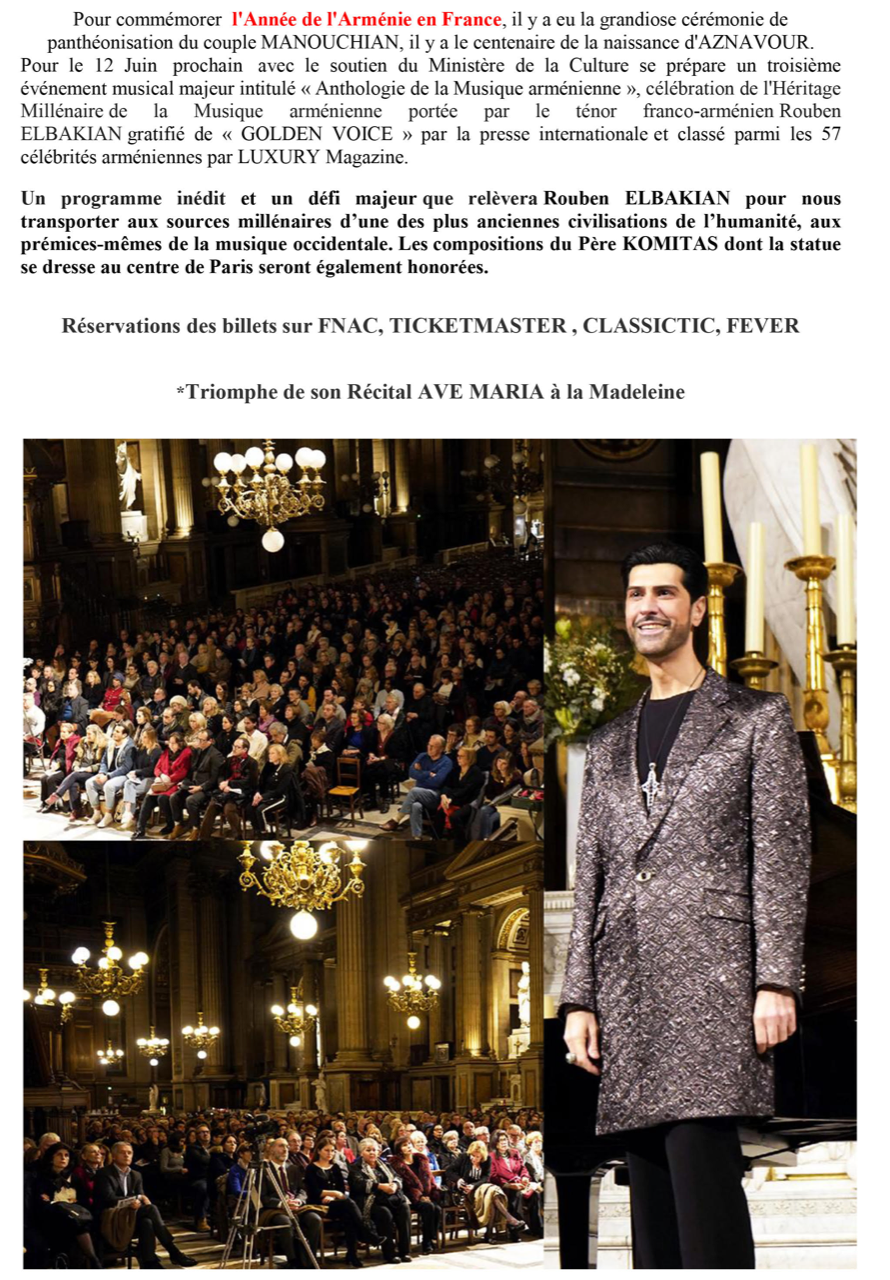 Pour commémorer l'Année de l'Arménie en France, il y a eu la grandiose cérémonie de
panthéonisation du couple MANOUCHIAN, il y a le centenaire de la naissance d'AZNAVOUR.
Pour le 12 Juin prochain avec le soutien du Ministère de la Culture se prépare un troisième
événement musical majeur intitulé « Anthologie de la Musique arménienne », célébration de l'Héritage
Millénaire de la Musique arménienne portée par le ténor franco-arménien Rouben
ELBAKIAN gratifié de « GOLDEN VOICE » par la presse internationale et classé parmi les 57
célébrités arméniennes par LUXURY Magazine.
Un programme inédit et un défi majeur que relèvera Rouben ELBAKIAN pour nous
transporter aux sources millénaires d’une des plus anciennes civilisations de l’humanité, aux
prémices-mêmes de la musique occidentale. Les compositions du Père KOMITAS dont la statue
se dresse au centre de Paris seront également honorées.
Réservations des billets sur FNAC, TICKETMASTER , CLASSICTIC, FEVER
*Triomphe de son Récital AVE MARIA à la Madeleine